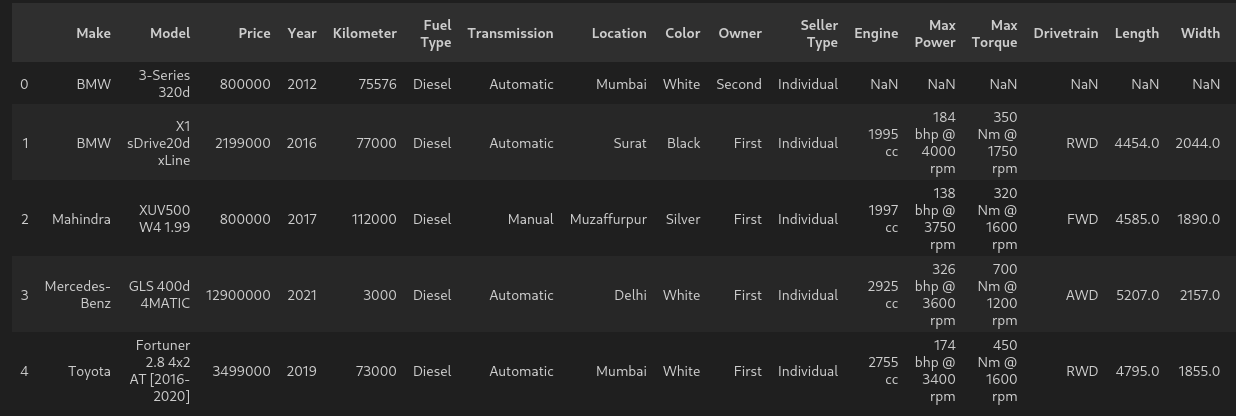 Make Model Price Year Kilometer Fuel Type Transmission Location Color Owner Seller Type Engine Max Power Max Torque Drivetrain Length Width
0 BMW 3-Series 320d 800000 2012 75576 Diesel Automatic Mumbai White Second Individual NaN NaN NaN NaN NaN NaN
1 BMW X1 sDrive20d xLine 2199000 2016 77000 Diesel Automatic Surat Black First Individual 1995 cc 184 bhp @ 4000 rpm 350 Nm @ 1750 rpm RWD 4454.0 2044.0
2 Mahindra XUV500 W4 1.99 800000 2017 112000 Diesel Manual Muzaffurpur Silver First Individual 1997 cc 138 bhp @ 3750 rpm 320 Nm @ 1600 rpm FWD 4585.0 1890.0
3 Mercedes-Benz GLS 400d 4MATIC 12900000 2021 3000 Diesel Automatic Delhi White First Individual 2925 cc 326 bhp @ 3600 rpm 700 Nm @ 1200 rpm AWD 5207.0 2157.0
4 Toyota Fortuner 2.8 4x2 AT [2016-2020] 3499000 2019 73000 Diesel Automatic Mumbai White First Individual 2755 cc 174 bhp @ 3400 rpm 450 Nm @ 1600 rpm RWD 4795.0 1855.0